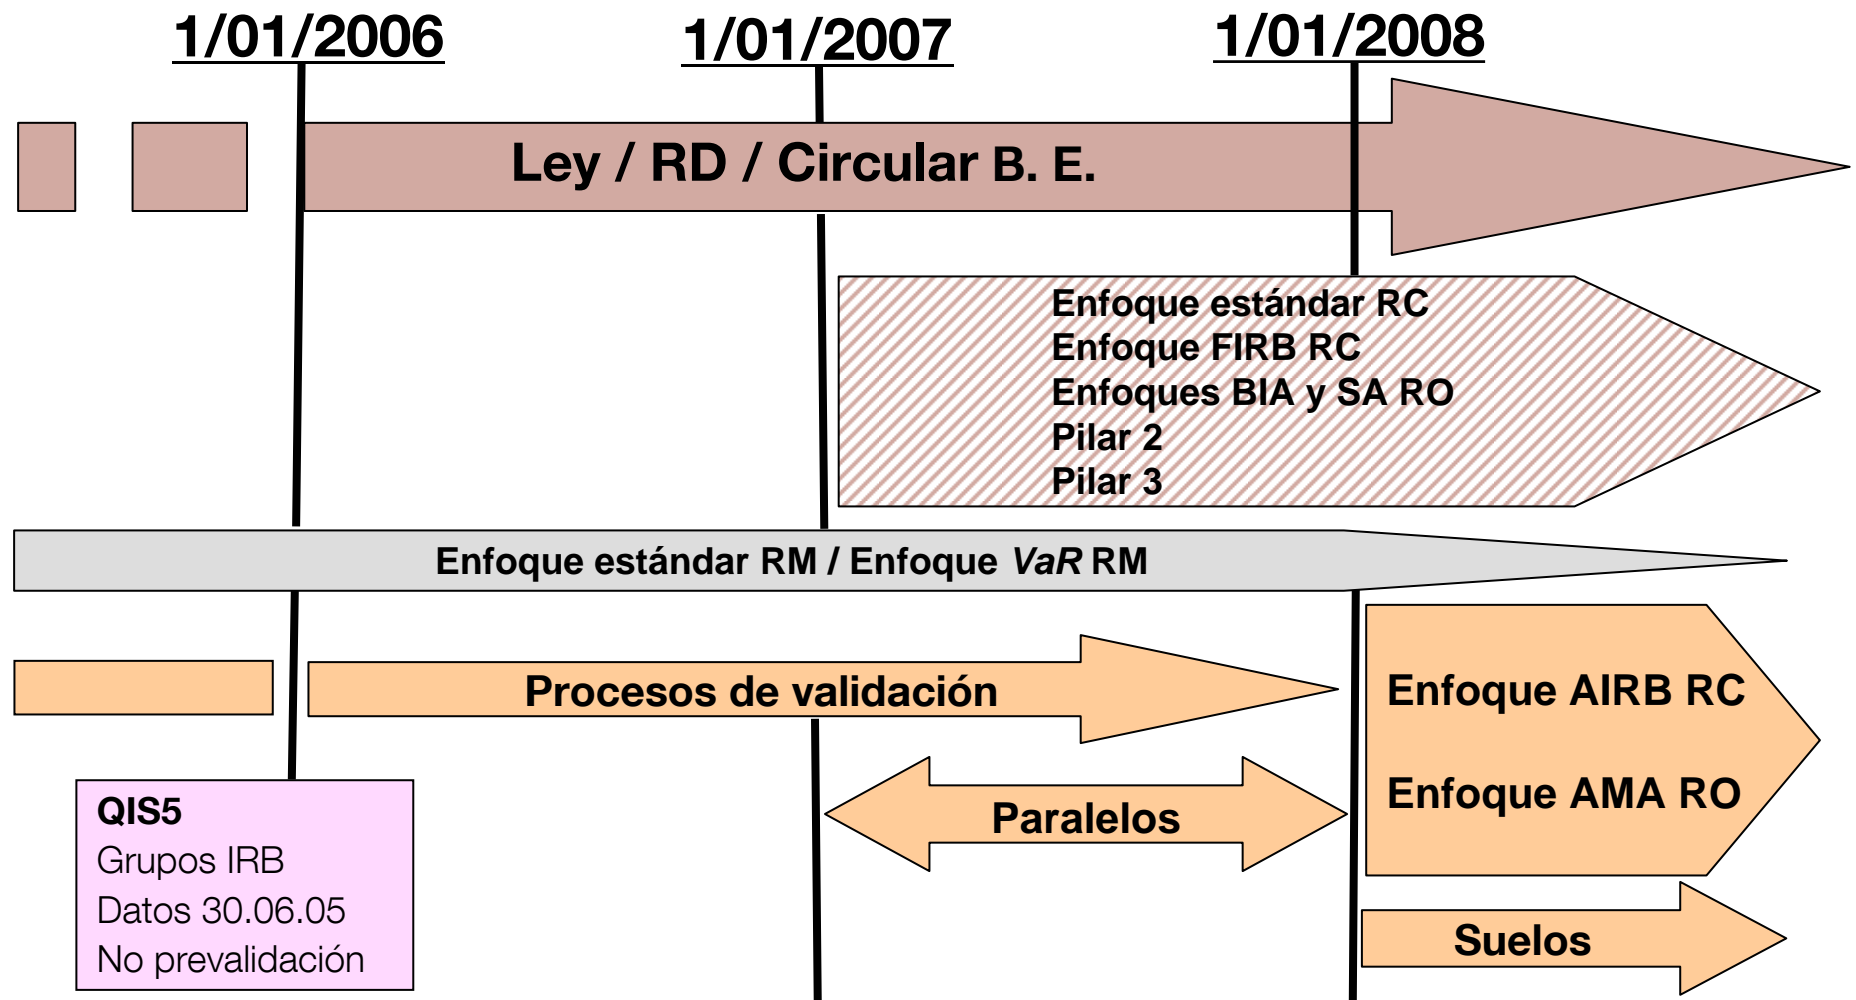 1/01/2006
1/01/2007
1/01/2008
Ley / RD / Circular B. E.
Enfoque estándar RC
Enfoque FIRB RC
Enfoques BIA y SA RO
Pilar 2
Pilar 3
Enfoque estándar RM / Enfoque VaR RM
Procesos de validación
Enfoque AIRB RC
Enfoque AMA RO
Paralelos
QIS5
Grupos IRB
Datos 30.06.05
No prevalidación
Suelos